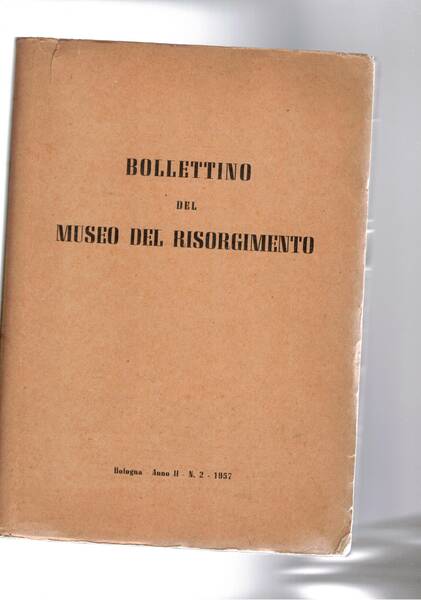 BOLLETTINO
DEL
MUSEO DEL RISORGIMENTO
Bologna - Anno II - N. 2 - 1957